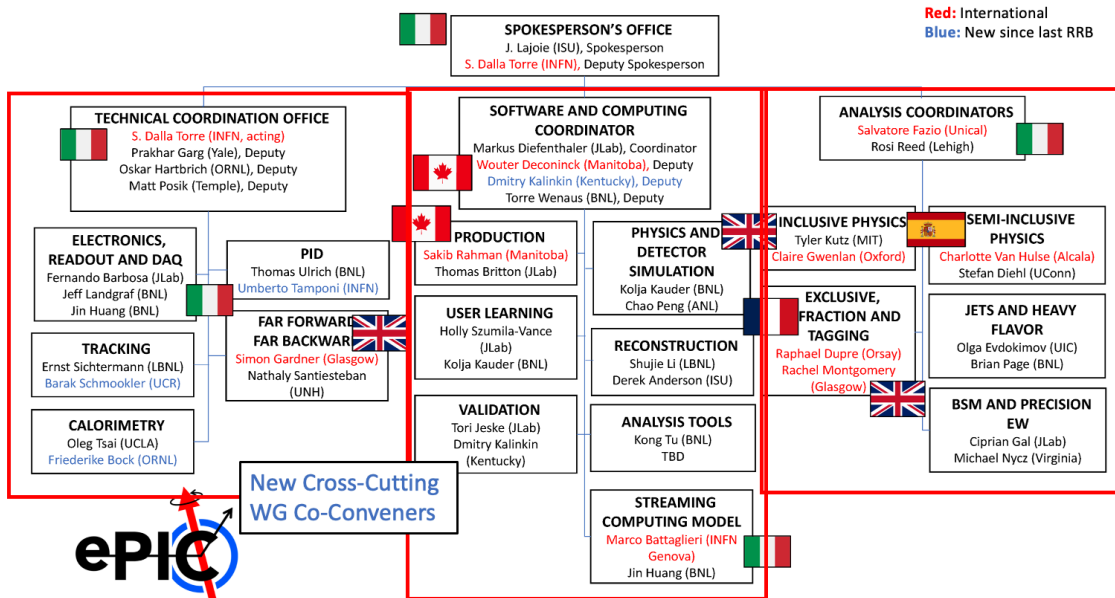 Red: International
Blue: New since last RRB
SPOKESPERSON'S OFFICE
J. Lajoie (ISU), Spokesperson
S. Dalla Torre (INFN), Deputy Spokesperson
TECHNICAL COORDINATION OFFICE
S. Dalla Torre (INFN, acting)
Prakhar Garg (Yale), Deputy
Oskar Hartbrich (ORNL), Deputy
Matt Posik (Temple), Deputy
ELECTRONICS,
READOUT AND DAQ
Fernando Barbosa (JLab)
Jeff Landgraf (BNL)
Jin Huang (BNL)
PID
Thomas Ulrich (BNL)
Umberto Tamponi (INFN)
TRACKING
Ernst Sichtermann (LBNL)
Barak Schmookler (UCR)
FAR FORWARD
FAR BACKWARD
Simon Gardner (Glasgow)
Nathaly Santiesteban
(UNH)
CALORIMETRY
Oleg Tsai (UCLA)
Friederike Bock (ORNL)
New Cross-Cutting
WG Co-Conveners
ePIC
SOFTWARE AND COMPUTING
COORDINATOR
Markus Diefenthaler (JLab), Coordinator
Wouter Deconinck (Manitoba), Deputy
Dmitry Kalinkin (Kentucky), Deputy
Torre Wenaus (BNL), Deputy
PRODUCTION
Sakib Rahman (Manitoba)
Thomas Britton (JLab)
PHYSICS AND
DETECTOR
SIMULATION
Kolja Kauder (BNL)
Chao Peng (ANL)
USER LEARNING
Holly Szumila-Vance
(JLab)
Kolja Kauder (BNL)
RECONSTRUCTION
Shujie Li (LBNL)
Derek Anderson (ISU)
VALIDATION
Tori Jeske (JLab)
Dmitry Kalinkin
(Kentucky)
ANALYSIS TOOLS
Kong Tu (BNL)
TBD
STREAMING
COMPUTING MODEL
Marco Battaglieri (INFN
Genova)
Jin Huang (BNL)
ANALYSIS COORDINATORS
Salvatore Fazio (Unical)
Rosi Reed (Lehigh)
INCLUSIVE PHYSICS
Tyler Kutz (MIT)
Claire Gwenlan (Oxford)
SEMI-INCLUSIVE
PHYSICS
Charlotte Van Hulse (Alcala)
Stefan Diehl (UConn)
EXCLUSIVE,
FRACTION AND
TAGGING
Raphael Dupre (Orsay)
Rachel Montgomery
(Glasgow)
JETS AND HEAVY
FLAVOR
Olga Evdokimov (UIC)
Brian Page (BNL)
BSM AND PRECISION
EW
Ciprian Gal (JLab)
Michael Nycz (Virginia)